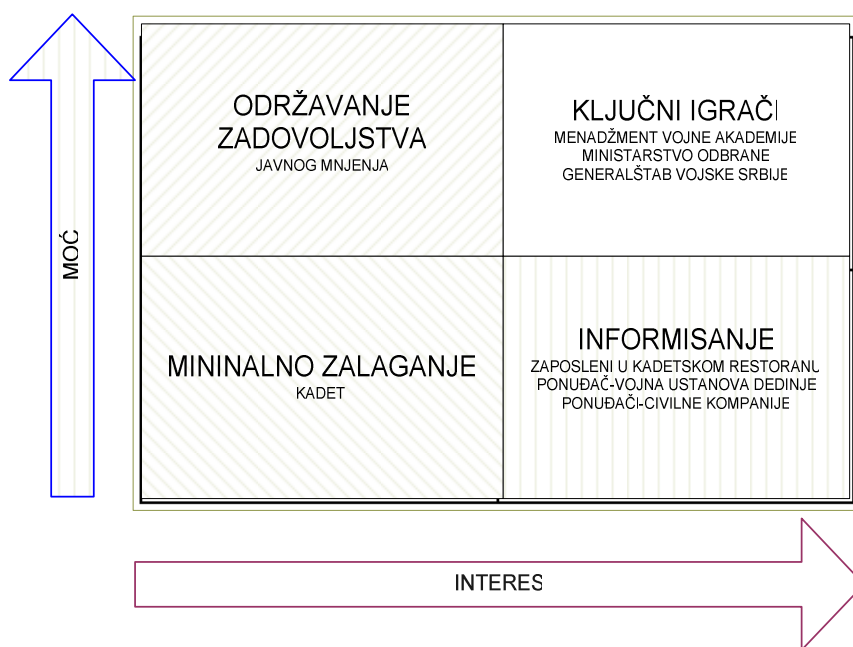 ODRŽAVANJE
ZADOVOLJSTVA
JAVNOG MNJENJA
KLJUČNI IGRAČI
MENADŽMENT VOJNE AKADEMIJE
MINISTARSTVO ODBRANE
GENERALŠTAB VOJSKE SRBIJE
MOĆ
MININALNO ZALAGANJE
KADET
INFORMISANJE
ZAPOSLENI U KADETSKOM RESTORANU
PONUĐAČ-VOJNA USTANOVA DEDINJE
PONUĐAČI-CIVILNE KOMPANIJE
INTERES